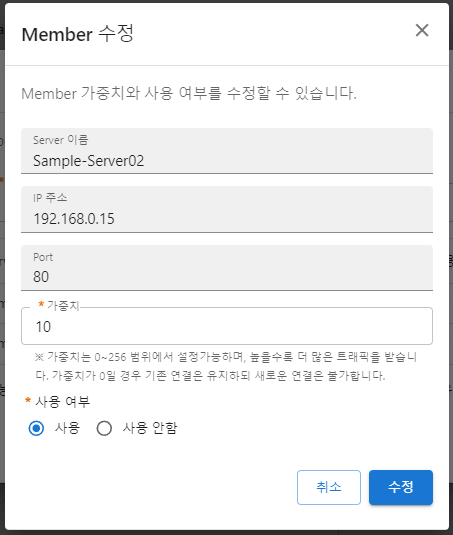 Member 수정
Member 가중치와 사용 여부를 수정할 수 있습니다.
Server 이름
Sample-Server02
IP 주소
192.168.0.15
Port
80
* 가중치
10
※ 가중치는 0~256 범위에서 설정가능하며, 높을수록 더 많은 트래픽을 받습니
다. 가중치가 0일 경우 기존 연결은 유지하되 새로운 연결은 불가합니다.
* 사용 여부
사용 사용 안함
취소 수정